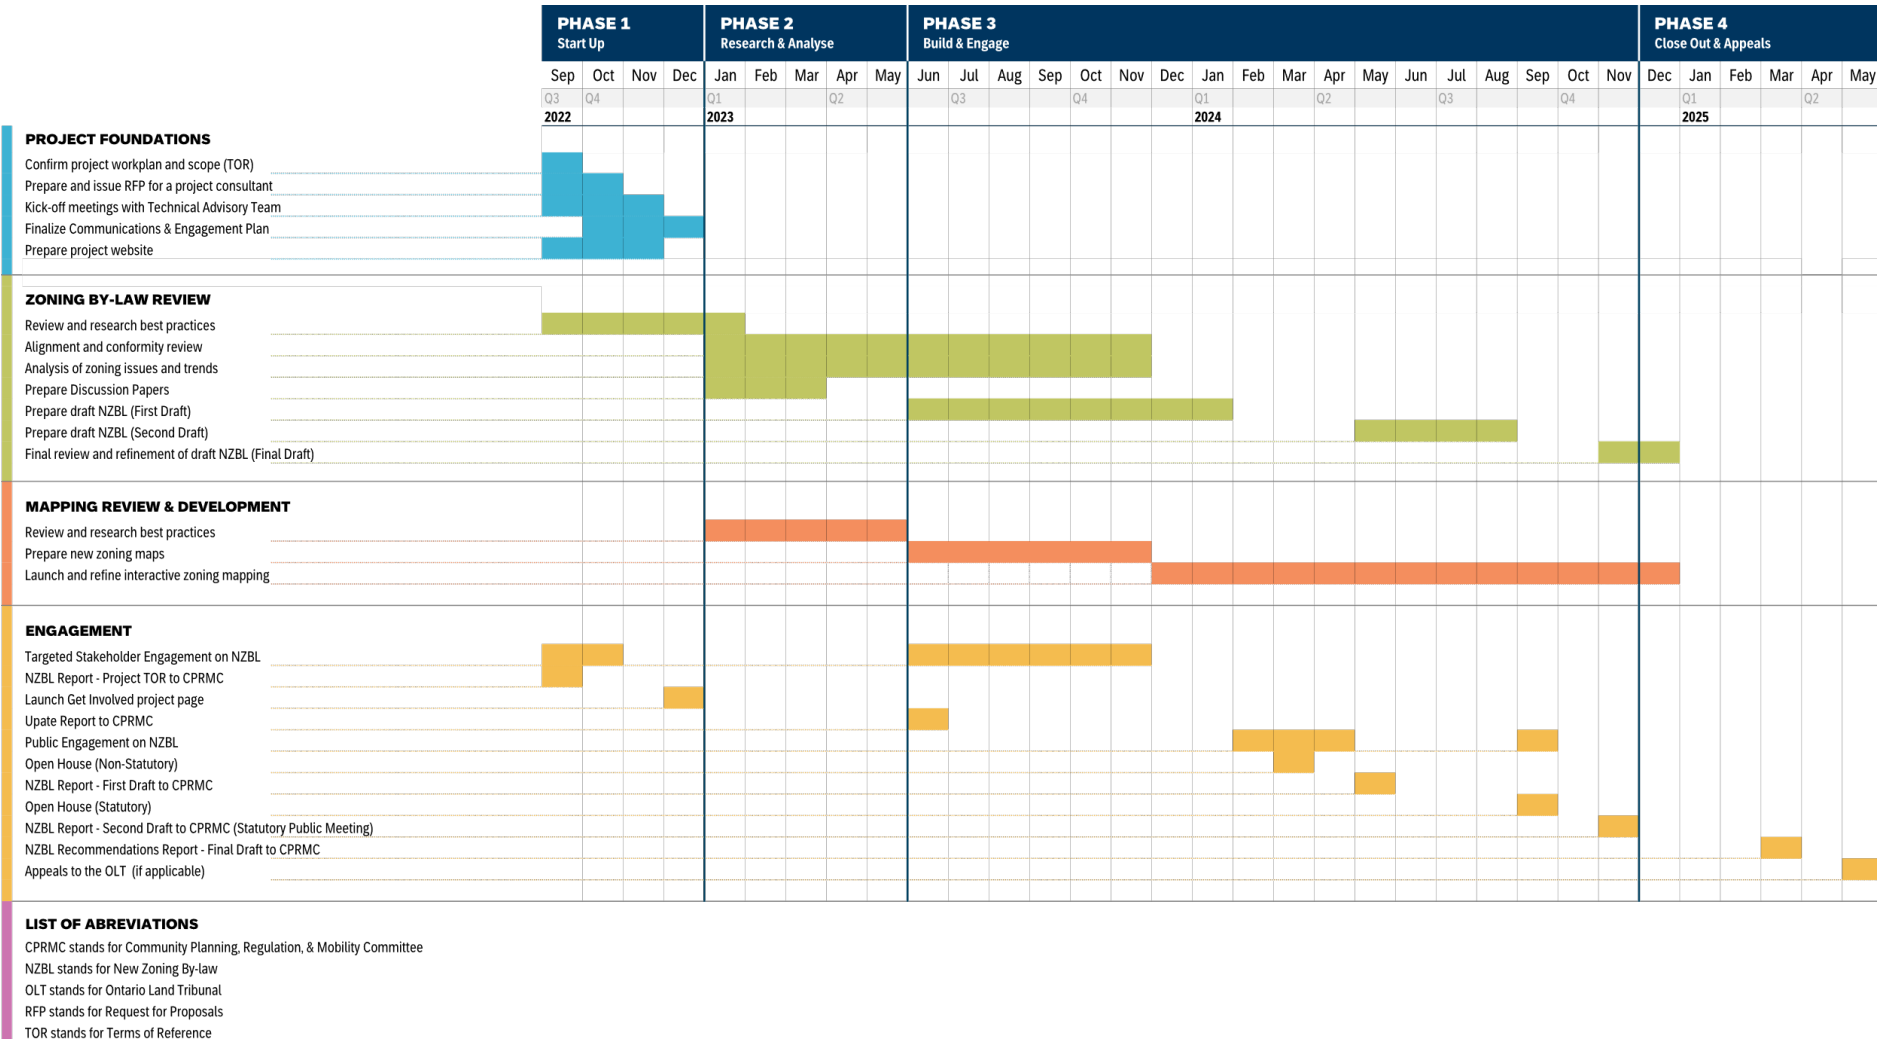 PHASE 1 PHASE 2 PHASE 3 PHASE 4
Start Up Research & Analyse Build & Engage Close Out & Appeals
Sep Oct Nov Dec Jan Feb Mar Apr May Jun Jul Aug Sep Oct Nov Dec Jan Feb Mar Apr May Jun Jul Aug Sep Oct Nov Dec Jan Feb Mar Apr May
Q3 Q4 Q1 Q2 Q3 Q4 Q1 Q2 Q3 Q4 Q1 Q2
2022 2023 2024 2025
PROJECT FOUNDATIONS
Confirm project workplan and scope (TOR)
Prepare and issue RFP for a project consultant
Kick-off meetings with Technical Advisory Team
Finalize Communications & Engagement Plan
Prepare project website
ZONING BY-LAW REVIEW
Review and research best practices
Alignment and conformity review
Analysis of zoning issues and trends
Prepare Discussion Papers
Prepare draft NZBL (First Draft)
Prepare draft NZBL (Second Draft)
Final review and refinement of draft NZBL (Final Draft)
MAPPING REVIEW & DEVELOPMENT
Review and research best practices
Prepare new zoning maps
Launch and refine interactive zoning mapping
ENGAGEMENT
Targeted Stakeholder Engagement on NZBL
NZBL Report - Project TOR to CPRMC
Launch Get Involved project page
Upate Report to CPRMC
Public Engagement on NZBL
Open House (Non-Statutory)
NZBL Report - First Draft to CPRMC
Open House (Statutory)
NZBL Report - Second Draft to CPRMC (Statutory Public Meeting)
NZBL Recommendations Report - Final Draft to CPRMC
Appeals to the OLT (if applicable)
LIST OF ABREVIATIONS
CPRMC stands for Community Planning, Regulation, & Mobility Committee
NZBL stands for New Zoning By-law
OLT stands for Ontario Land Tribunal
RFP stands for Request for Proposals
TOR stands for Terms of Reference